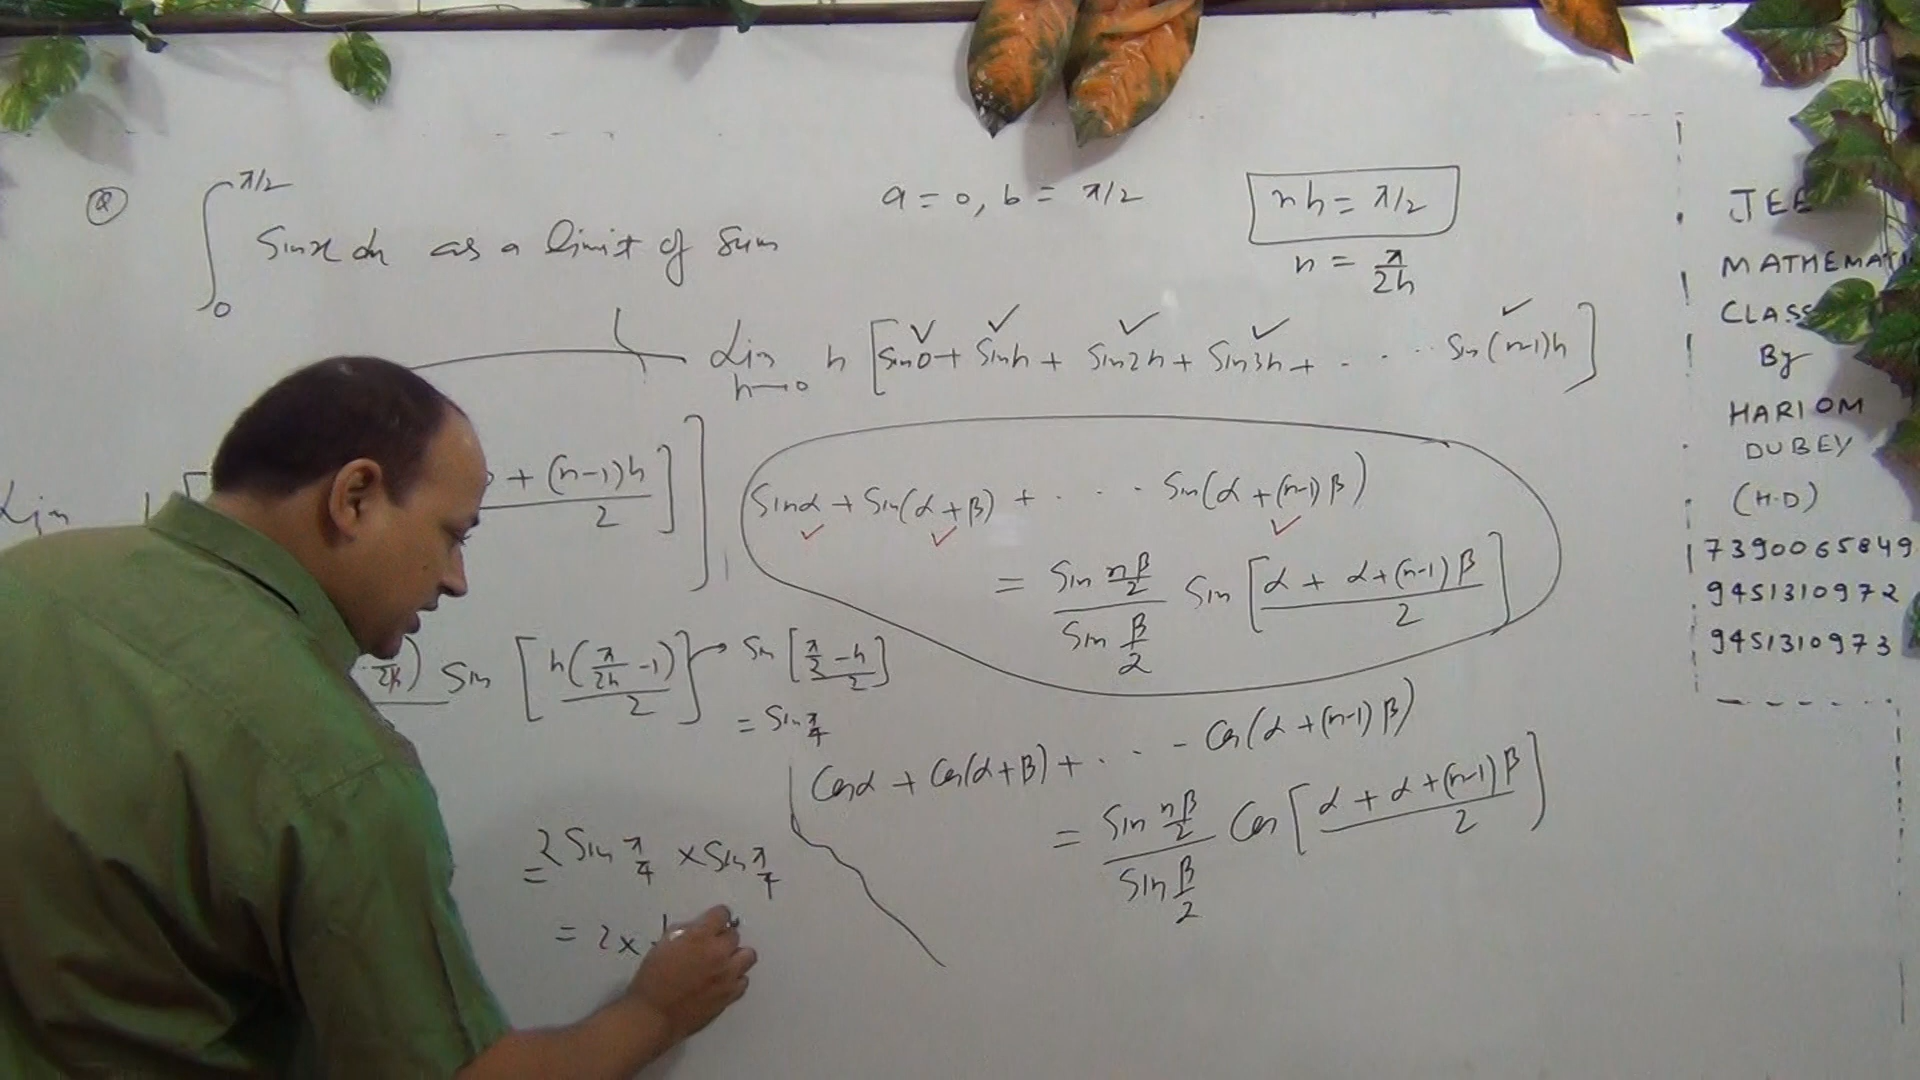 Q ∫₀^π/2 Sinx dx as a limit of Sum
a = 0, b = π/2
nh = π/2
n = π/2h
Lim h→0 h [Sin0 + Sinh + Sin2h + Sin3h + . . . . Sin(n-1)h]
Lim + (n-1)h / 2 ] ]
Sinα + Sin(α+β) + . . . Sin(α + (n-1)β)
= Sin nβ/2 / Sin β/2 Sin [α + α+(n-1)β / 2]
Sin [h(π/2h -1) / 2] → Sin [π/2 - h / 2]
= Sin π/4
Cosα + Cos(α+β) + . . . Cos(α + (n-1)β)
= Sin nβ/2 / Sin β/2 Cos [α + α + (n-1)β / 2]
= 2 Sin π/4 × Sin π/4
= 2 ×
JEE
MATHEMATI
CLASS
By
HARIOM
DUBEY
(H.D)
7390065849
9451310972
9451310973